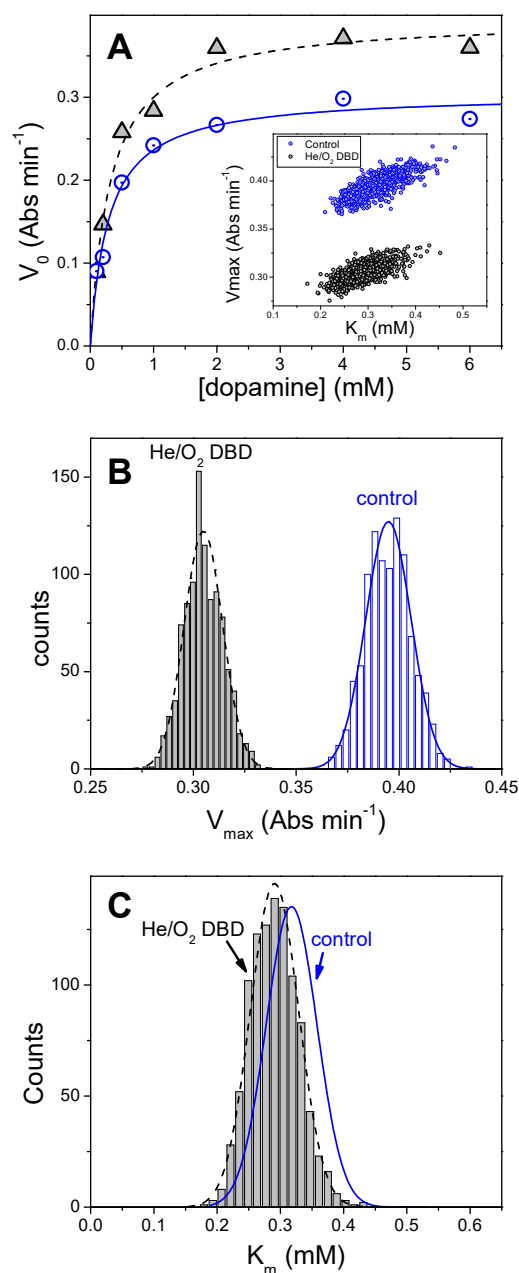 A
V₀ (Abs min⁻¹)
0.3
0.2
0.1
0.0
0 1 2 3 4 5 6
[dopamine] (mM)
Control
He/O₂ DBD
Vmax (Abs min⁻¹)
0.40
0.35
0.30
0.1 0.2 0.3 0.4 0.5
Kₘ (mM)
B
He/O₂ DBD
control
counts
150
100
50
0
0.25 0.30 0.35 0.40 0.45
Vₘₐₓ (Abs min⁻¹)
C
He/O₂ DBD
control
Counts
100
50
0
0.0 0.1 0.2 0.3 0.4 0.5 0.6
Kₘ (mM)